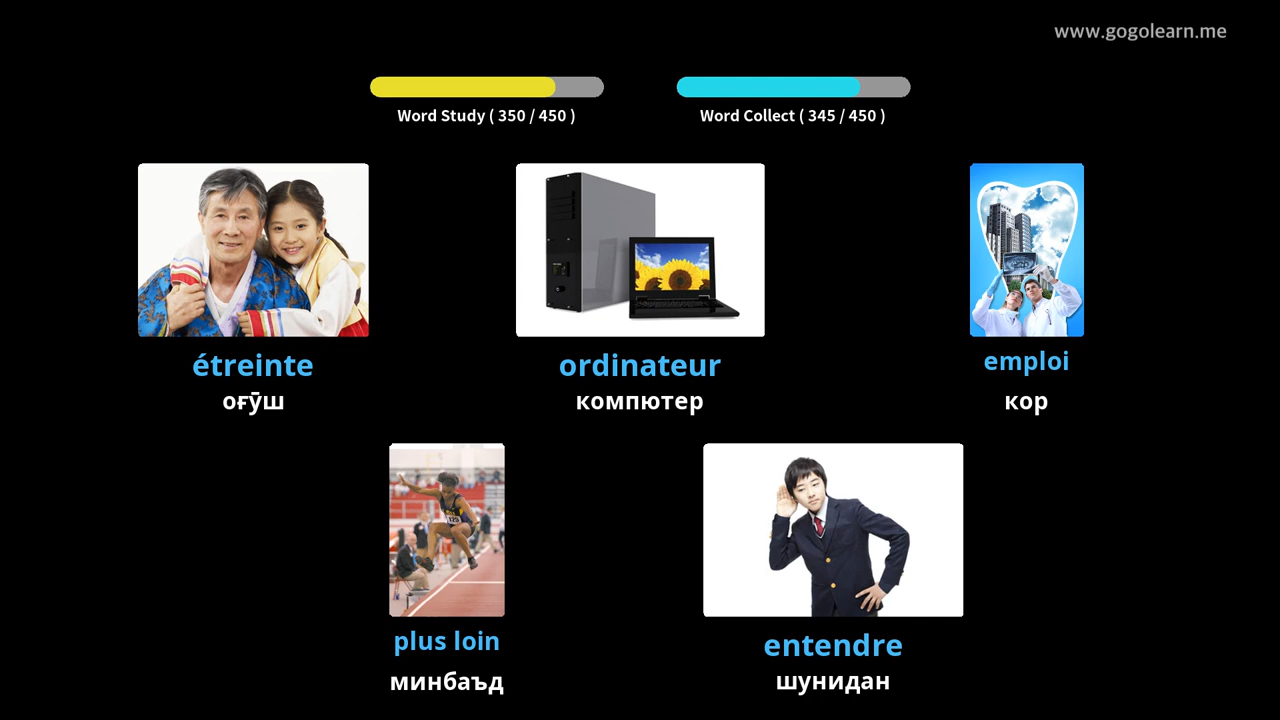 www.gogolearn.me
Word Study ( 350 / 450 )
Word Collect ( 345 / 450 )
étreinte
оғӯш
ordinateur
компютер
emploi
кор
plus loin
минбаъд
entendre
шунидан